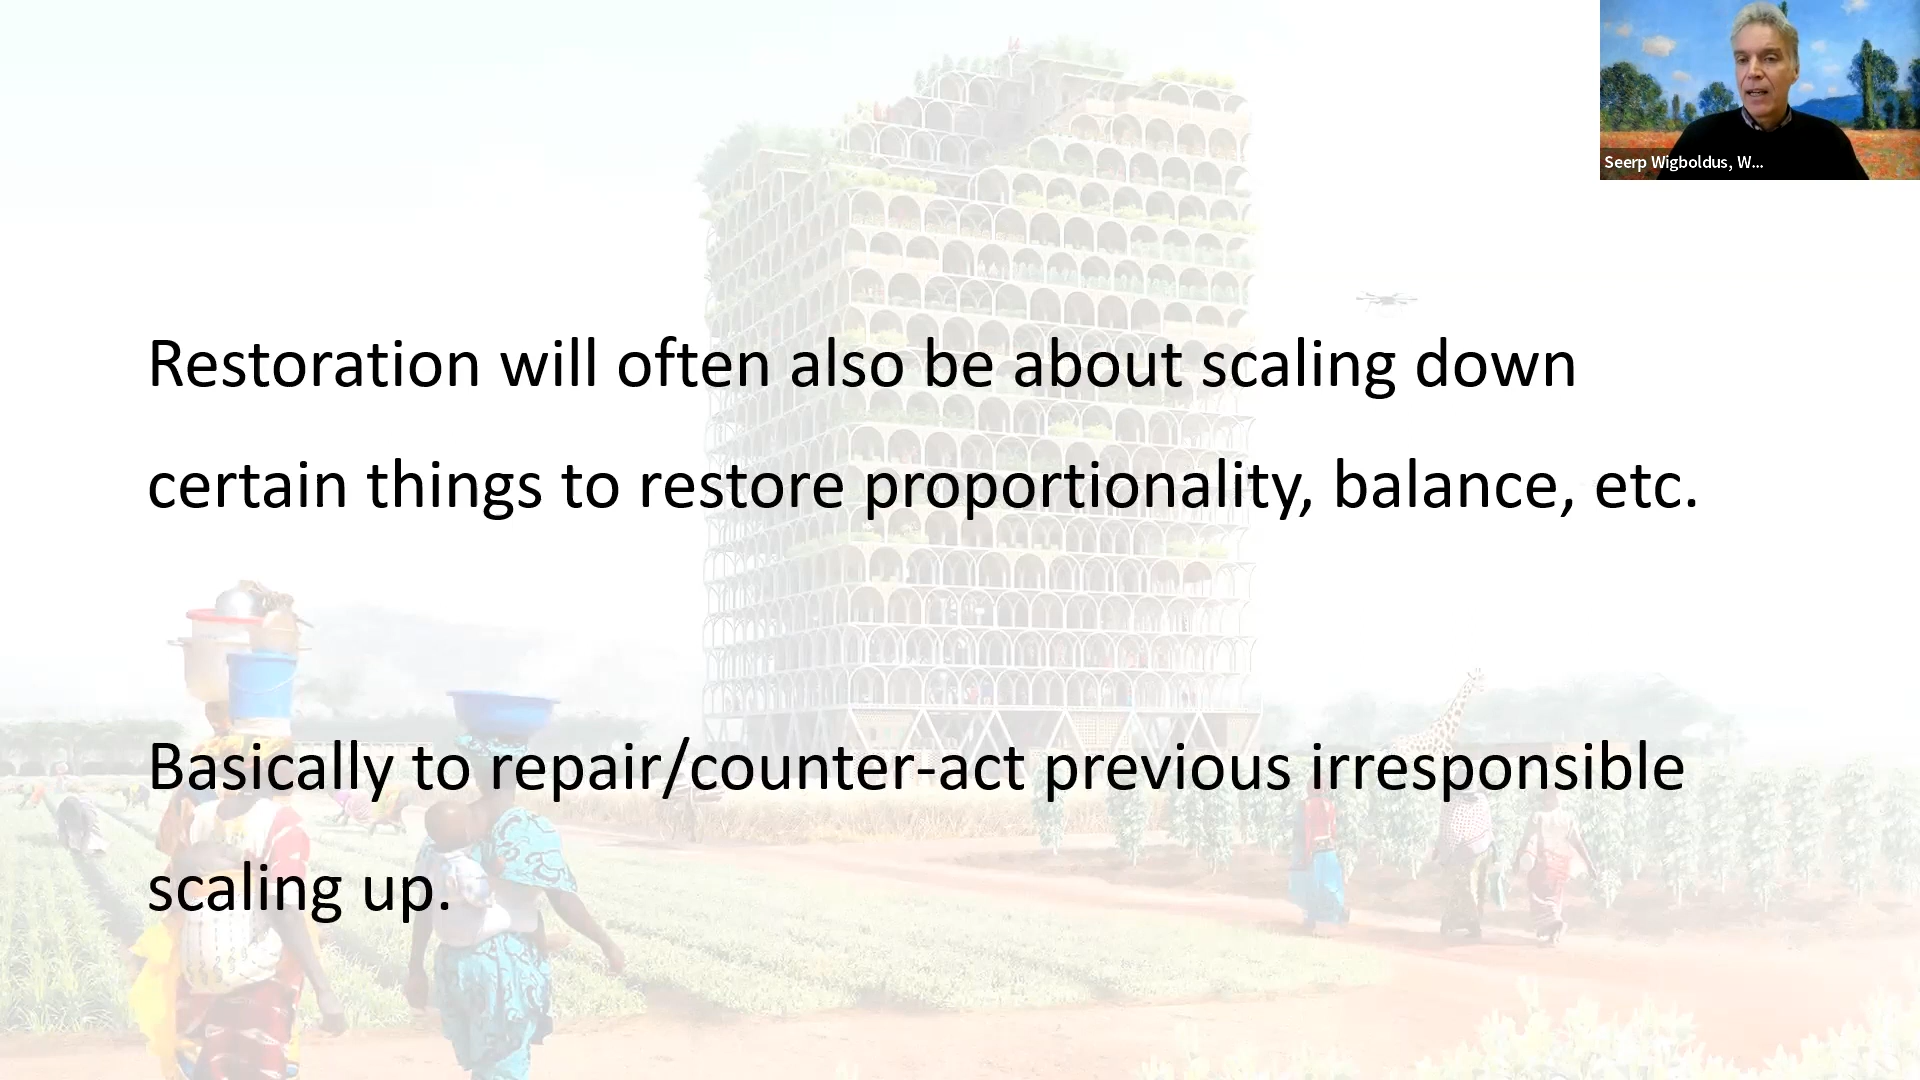 Seerp Wigboldus, W...
Restoration will often also be about scaling down
certain things to restore proportionality, balance, etc.
Basically to repair/counter-act previous irresponsible
scaling up.